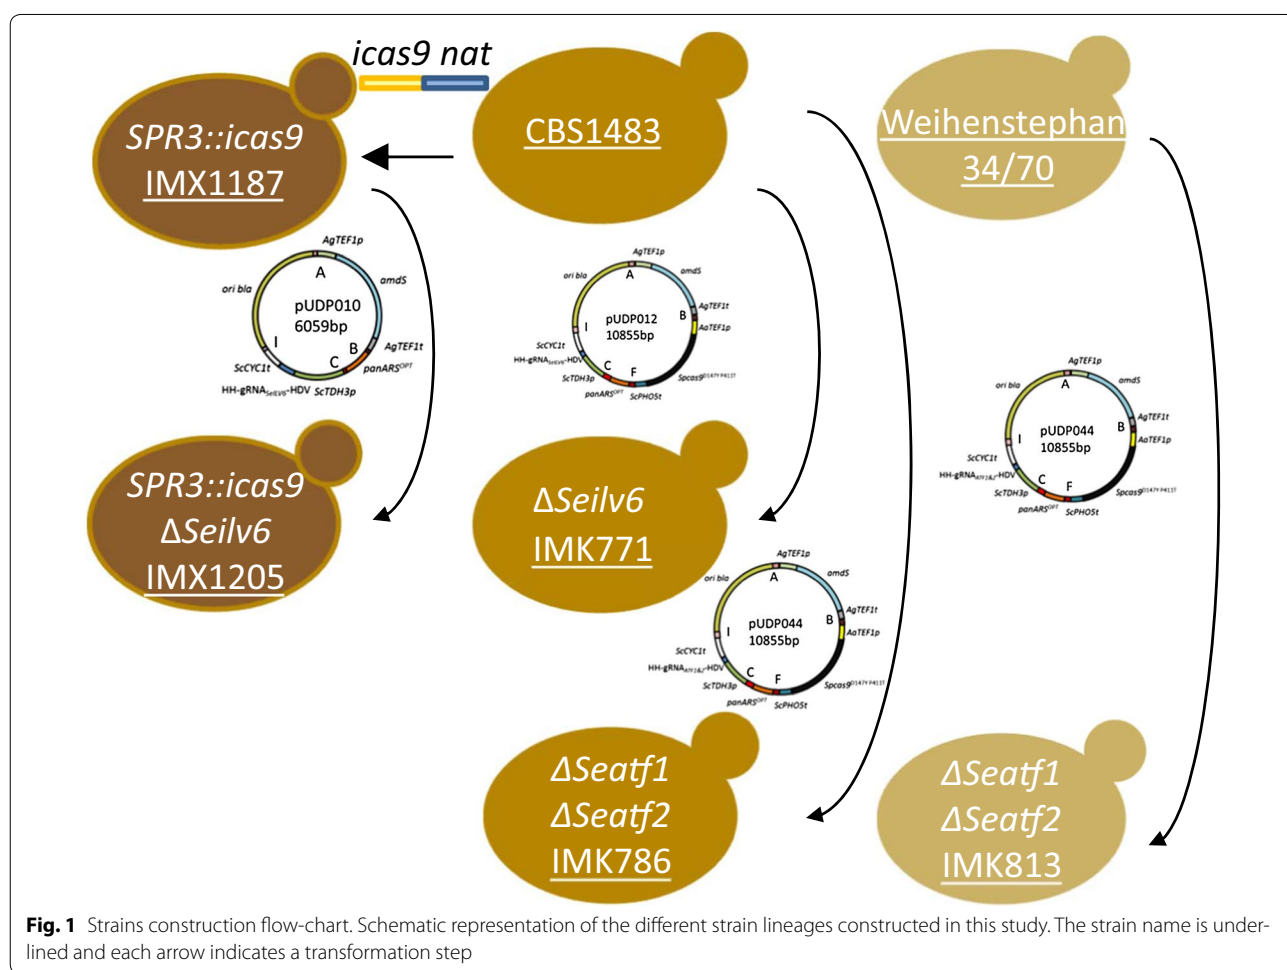 icas9 nat
SPR3::icas9
IMX1187
CBS1483
Weihenstephan
34/70
AgTEF1p
A
ori bla
amdS
pUDP010
6059bp
I
B
C
AgTEF1t
ScCYC1t
panARSOPT
HH-gRNASeILV6-HDV
ScTDH3p
AgTEF1p
A
ori bla
amdS
AgTEF1t
pUDP012
10855bp
B
I
AaTEF1p
ScCYC1t
HH-gRNASeILV6-HDV
C
F
ScTDH3p
Spcas9D147Y P411T
panARSOPT
ScPHO5t
AgTEF1p
A
ori bla
amdS
AgTEF1t
pUDP044
10855bp
B
I
AaTEF1p
ScCYC1t
HH-gRNAATF1&2-HDV
C
F
ScTDH3p
Spcas9D147Y P411T
panARSOPT
ScPHO5t
SPR3::icas9
ΔSeilv6
IMX1205
ΔSeilv6
IMK771
AgTEF1p
A
ori bla
amdS
AgTEF1t
pUDP044
10855bp
B
I
AaTEF1p
ScCYC1t
HH-gRNAATF1&2-HDV
C
F
ScTDH3p
Spcas9D147Y P411T
panARSOPT
ScPHO5t
ΔSeatf1
ΔSeatf2
IMK786
ΔSeatf1
ΔSeatf2
IMK813
Fig. 1 Strains construction flow-chart. Schematic representation of the different strain lineages constructed in this study. The strain name is under-
lined and each arrow indicates a transformation step